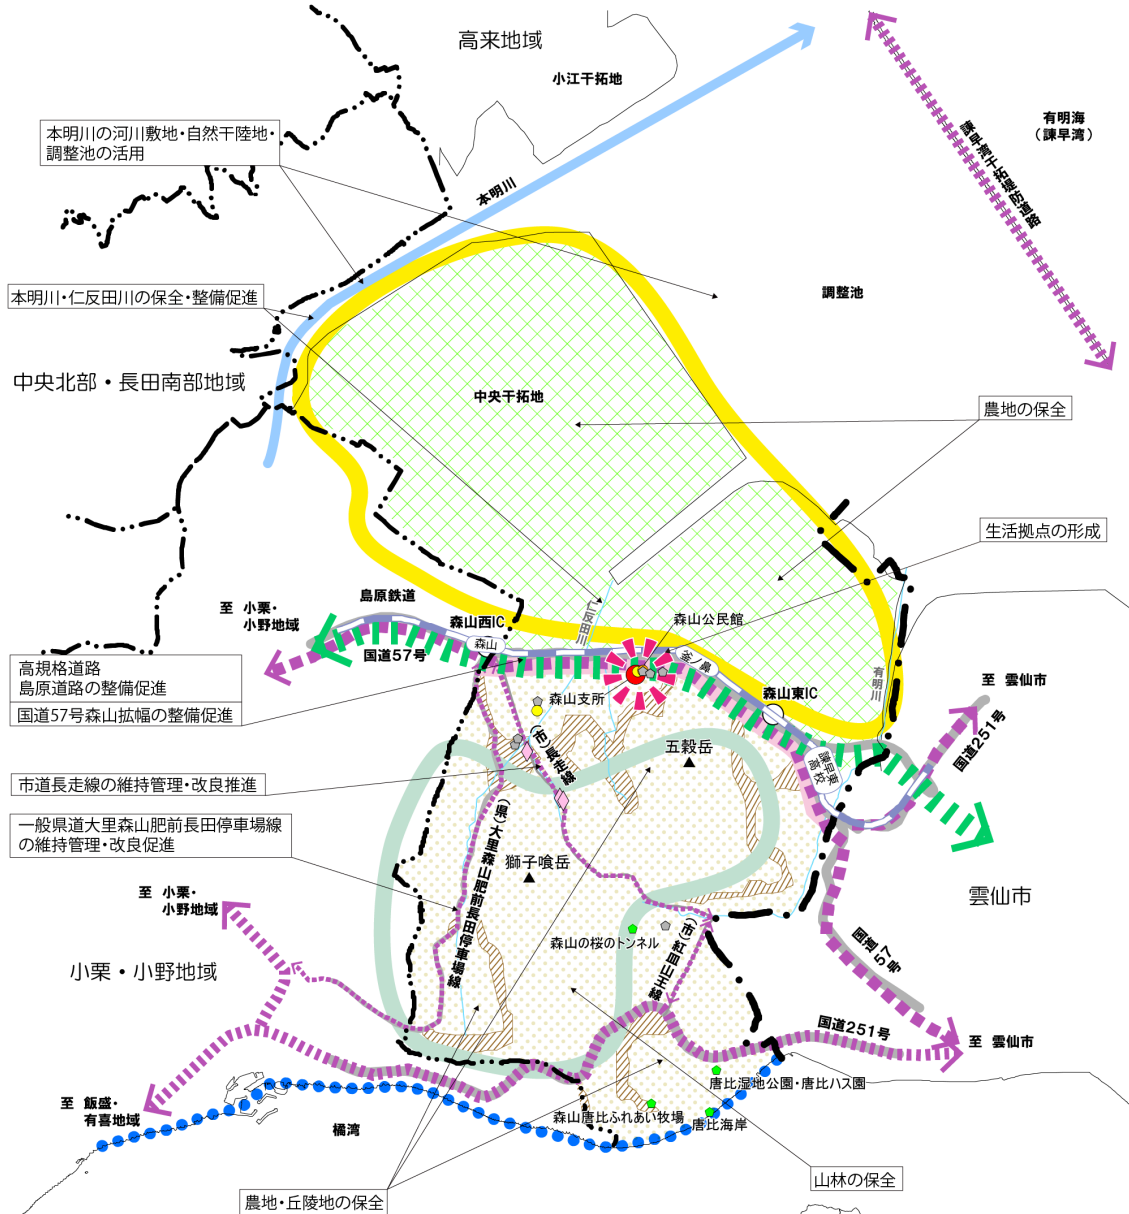 高来地域
小江干拓地
有明海
（諫早湾）
諫早湾干拓堤防道路
本明川の河川敷地・自然干陸地・
調整池の活用
本明川
本明川・仁反田川の保全・整備促進
調整池
中央北部・長田南部地域
中央干拓地
農地の保全
生活拠点の形成
島原鉄道
至 小栗・
小野地域
森山西IC
森山
仁反田川
森山公民館
国道57号
釜ノ鼻
高規格道路
島原道路の整備促進
国道57号森山拡幅の整備促進
森山支所
森山東IC
有明川
至 雲仙市
国道251号
諫早東
高校
（市）長走線
五穀岳
市道長走線の維持管理・改良推進
一般県道大里森山肥前長田停車場線
の維持管理・改良促進
（県）大里森山肥前長田停車場線
獅子喰岳
雲仙市
至 小栗・
小野地域
小栗・小野地域
森山の桜のトンネル
（市）紅皿山王線
国道57号
国道251号
至 雲仙市
至 飯盛・
有喜地域
橘湾
唐比湿地公園・唐比ハス園
森山唐比ふれあい牧場
唐比海岸
山林の保全
農地・丘陵地の保全